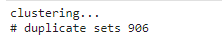 clustering...
# duplicate sets 906